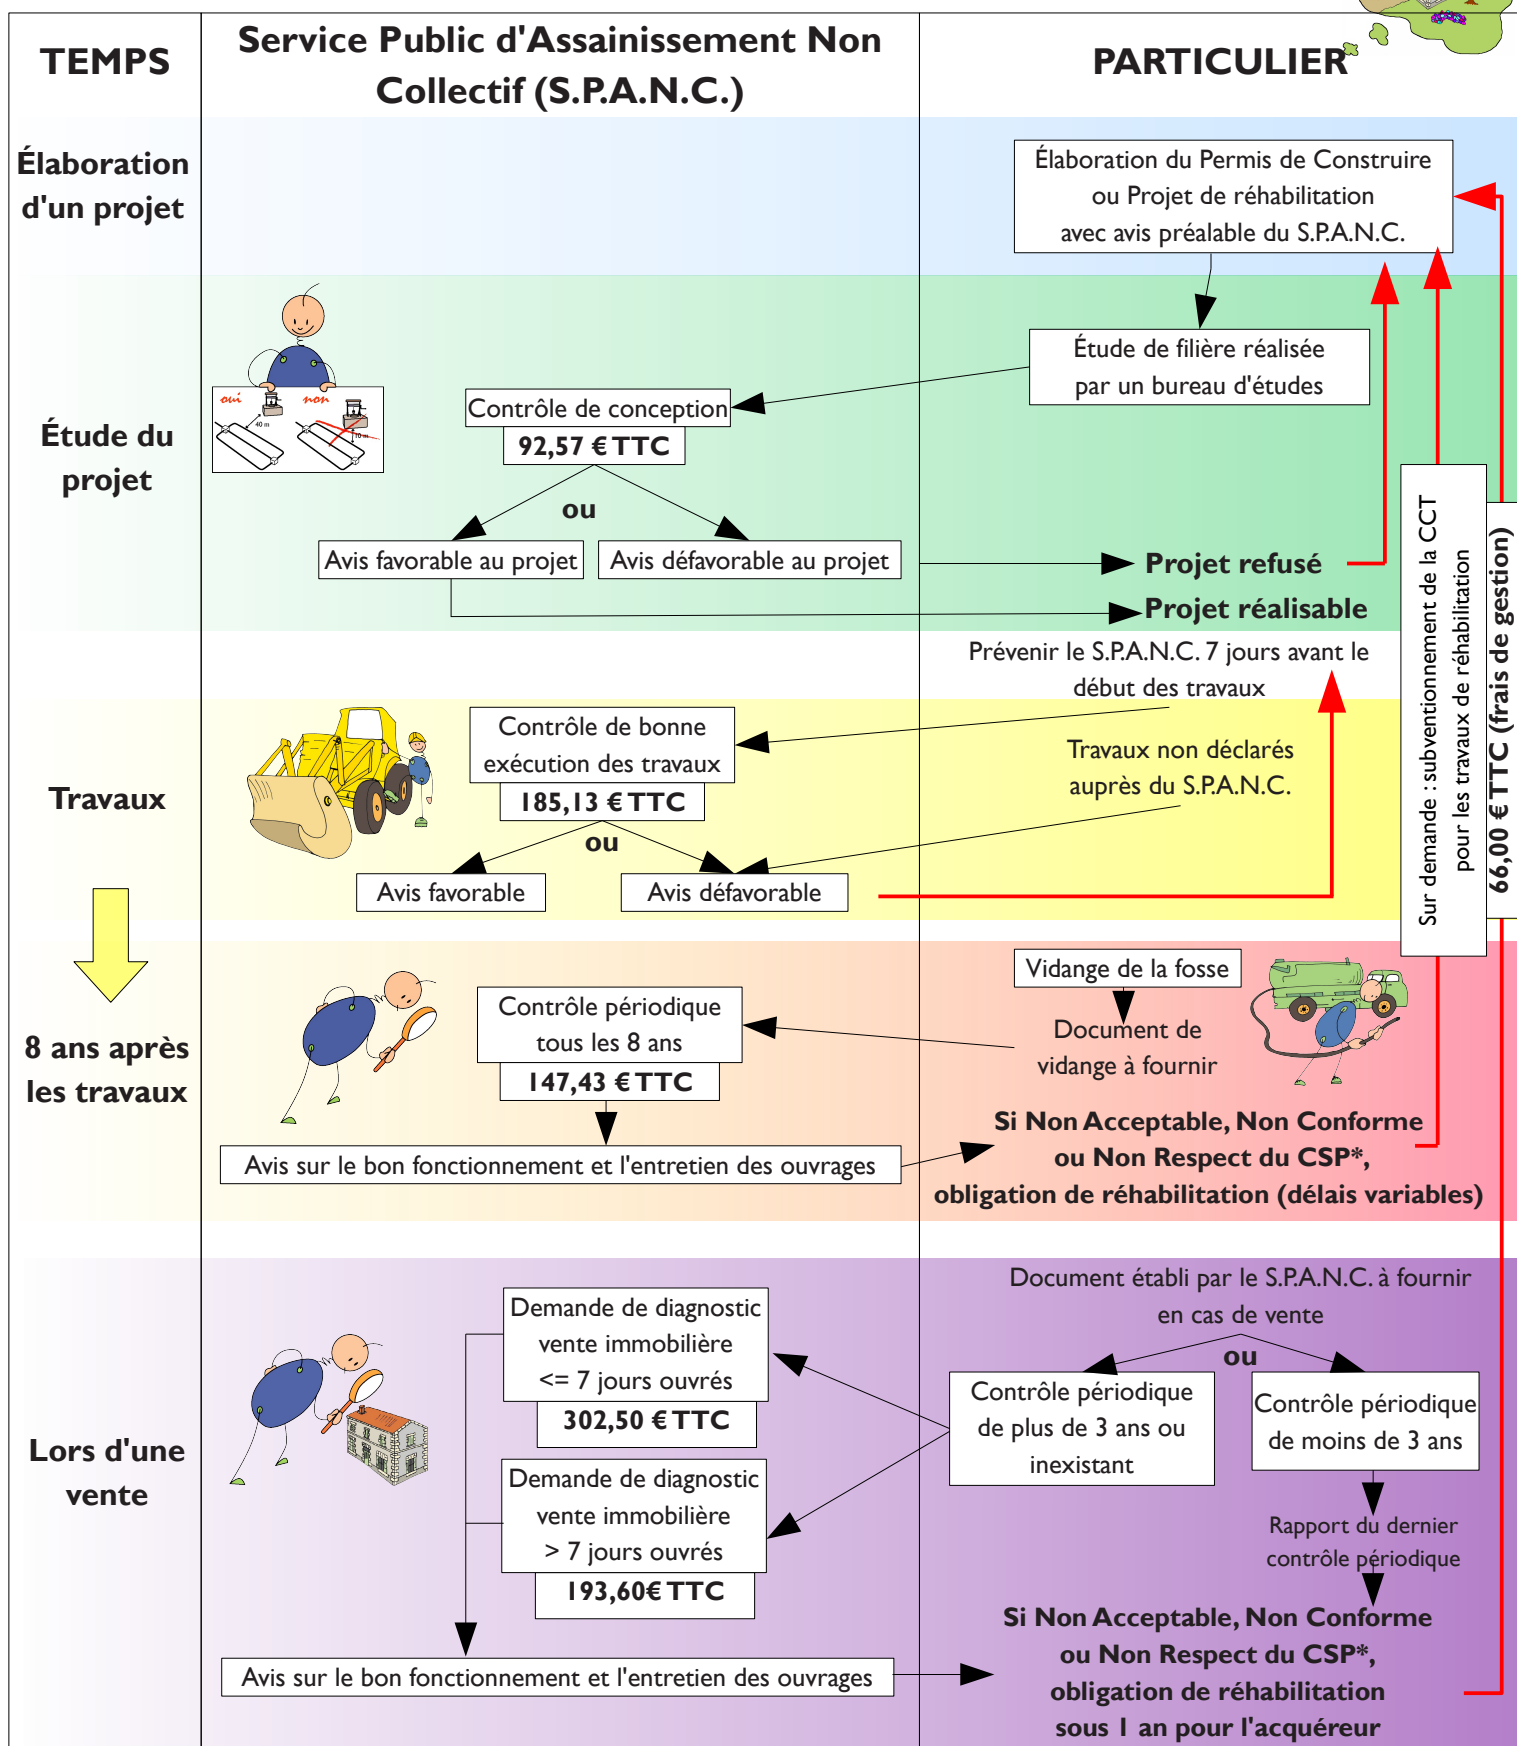 TEMPS
Service Public d'Assainissement Non
Collectif (S.P.A.N.C.)
PARTICULIER
Élaboration
d'un projet
Élaboration du Permis de Construire
ou Projet de réhabilitation
avec avis préalable du S.P.A.N.C.
Étude du
projet
oui
non
40 m
10 m
Étude de filière réalisée
par un bureau d'études
Contrôle de conception
92,57 € TTC
ou
Avis favorable au projet
Avis défavorable au projet
Projet refusé
Projet réalisable
Sur demande : subventionnement de la CCT
pour les travaux de réhabilitation
66,00 € TTC (frais de gestion)
Prévenir le S.P.A.N.C. 7 jours avant le
début des travaux
Travaux
Contrôle de bonne
exécution des travaux
185,13 € TTC
ou
Travaux non déclarés
auprès du S.P.A.N.C.
Avis favorable
Avis défavorable
8 ans après
les travaux
Vidange de la fosse
Document de
vidange à fournir
Contrôle périodique
tous les 8 ans
147,43 € TTC
Avis sur le bon fonctionnement et l'entretien des ouvrages
Si Non Acceptable, Non Conforme
ou Non Respect du CSP*,
obligation de réhabilitation (délais variables)
Lors d'une
vente
Document établi par le S.P.A.N.C. à fournir
en cas de vente
ou
Contrôle périodique
de plus de 3 ans ou
inexistant
Contrôle périodique
de moins de 3 ans
Demande de diagnostic
vente immobilière
<= 7 jours ouvrés
302,50 € TTC
Demande de diagnostic
vente immobilière
> 7 jours ouvrés
193,60€ TTC
Rapport du dernier
contrôle périodique
Avis sur le bon fonctionnement et l'entretien des ouvrages
Si Non Acceptable, Non Conforme
ou Non Respect du CSP*,
obligation de réhabilitation
sous 1 an pour l'acquéreur